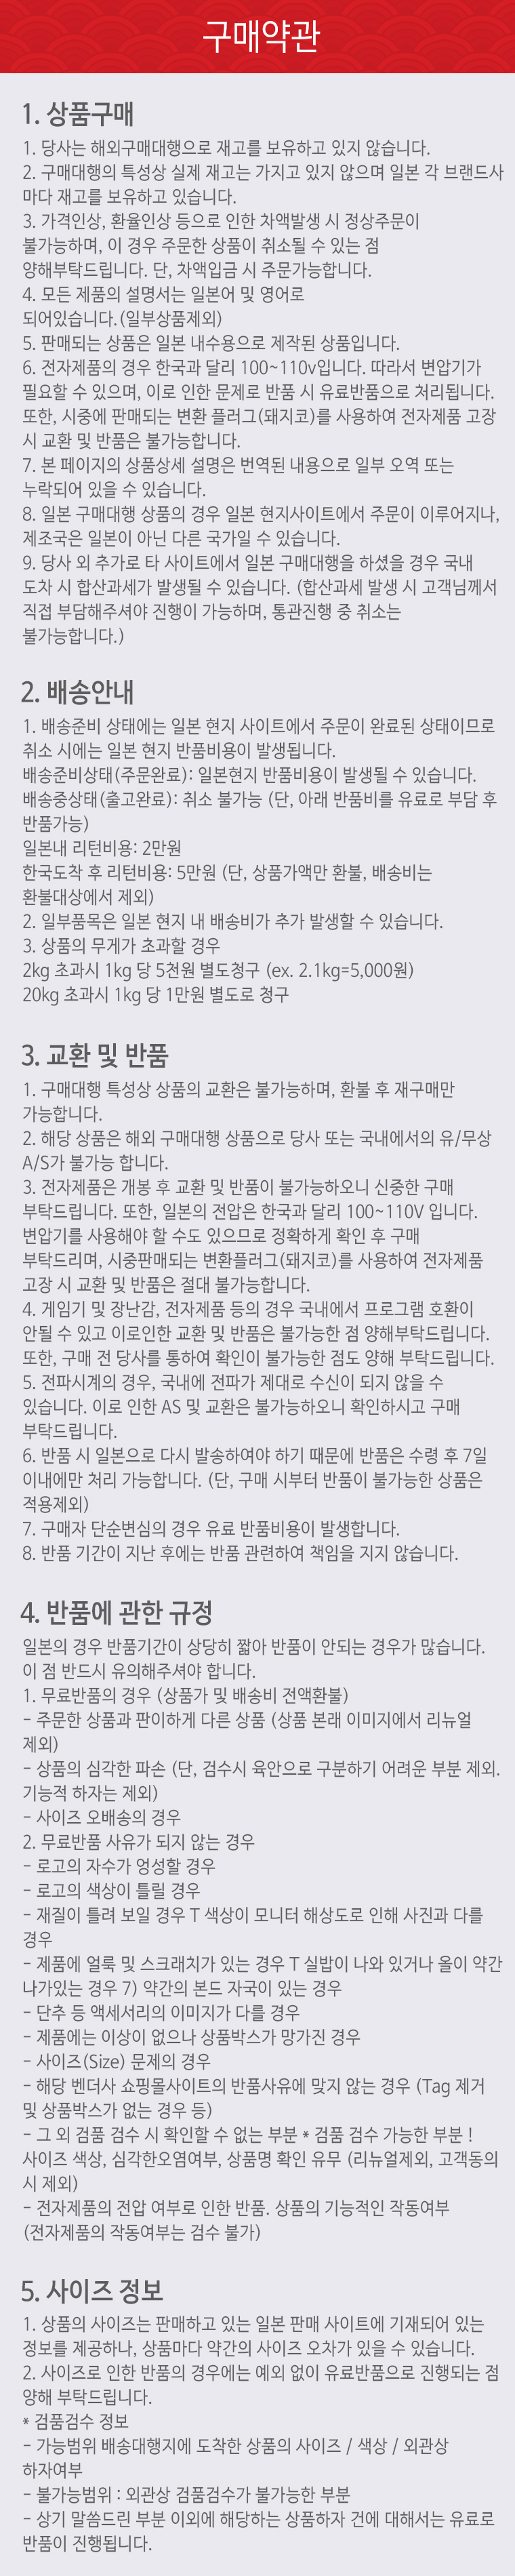 구매약관
1. 상품구매
1. 당사는 해외구매대행으로 재고를 보유하고 있지 않습니다.
2. 구매대행의 특성상 실제 재고는 가지고 있지 않으며 일본 각 브랜드사
마다 재고를 보유하고 있습니다.
3. 가격인상, 환율인상 등으로 인한 차액발생 시 정상주문이
불가능하며, 이 경우 주문한 상품이 취소될 수 있는 점
양해부탁드립니다. 단, 차액입금 시 주문가능합니다.
4. 모든 제품의 설명서는 일본어 및 영어로
되어있습니다.(일부상품제외)
5. 판매되는 상품은 일본 내수용으로 제작된 상품입니다.
6. 전자제품의 경우 한국과 달리 100~110v입니다. 따라서 변압기가
필요할 수 있으며, 이로 인한 문제로 반품 시 유료반품으로 처리됩니다.
또한, 시중에 판매되는 변환 플러그(돼지코)를 사용하여 전자제품 고장
시 교환 및 반품은 불가능합니다.
7. 본 페이지의 상품상세 설명은 번역된 내용으로 일부 오역 또는
누락되어 있을 수 있습니다.
8. 일본 구매대행 상품의 경우 일본 현지사이트에서 주문이 이루어지나,
제조국은 일본이 아닌 다른 국가일 수 있습니다.
9. 당사 외 추가로 타 사이트에서 일본 구매대행을 하셨을 경우 국내
도차 시 합산과세가 발생될 수 있습니다. (합산과세 발생 시 고객님께서
직접 부담해주셔야 진행이 가능하며, 통관진행 중 취소는
불가능합니다.)
2. 배송안내
1. 배송준비 상태에는 일본 현지 사이트에서 주문이 완료된 상태이므로
취소 시에는 일본 현지 반품비용이 발생됩니다.
배송준비상태(주문완료): 일본현지 반품비용이 발생될 수 있습니다.
배송중상태(출고완료): 취소 불가능 (단, 아래 반품비를 유료로 부담 후
반품가능)
일본내 리턴비용: 2만원
한국도착 후 리턴비용: 5만원 (단, 상품가액만 환불, 배송비는
환불대상에서 제외)
2. 일부품목은 일본 현지 내 배송비가 추가 발생할 수 있습니다.
3. 상품의 무게가 초과할 경우
2kg 초과시 1kg 당 5천원 별도청구 (ex. 2.1kg=5,000원)
20kg 초과시 1kg 당 1만원 별도로 청구
3. 교환 및 반품
1. 구매대행 특성상 상품의 교환은 불가능하며, 환불 후 재구매만
가능합니다.
2. 해당 상품은 해외 구매대행 상품으로 당사 또는 국내에서의 유/무상
A/S가 불가능 합니다.
3. 전자제품은 개봉 후 교환 및 반품이 불가능하오니 신중한 구매
부탁드립니다. 또한, 일본의 전압은 한국과 달리 100~110V 입니다.
변압기를 사용해야 할 수도 있으므로 정확하게 확인 후 구매
부탁드리며, 시중판매되는 변환플러그(돼지코)를 사용하여 전자제품
고장 시 교환 및 반품은 절대 불가능합니다.
4. 게임기 및 장난감, 전자제품 등의 경우 국내에서 프로그램 호환이
안될 수 있고 이로인한 교환 및 반품은 불가능한 점 양해부탁드립니다.
또한, 구매 전 당사를 통하여 확인이 불가능한 점도 양해 부탁드립니다.
5. 전파시계의 경우, 국내에 전파가 제대로 수신이 되지 않을 수
있습니다. 이로 인한 AS 및 교환은 불가능하오니 확인하시고 구매
부탁드립니다.
6. 반품 시 일본으로 다시 발송하여야 하기 때문에 반품은 수령 후 7일
이내에만 처리 가능합니다. (단, 구매 시부터 반품이 불가능한 상품은
적용제외)
7. 구매자 단순변심의 경우 유료 반품비용이 발생합니다.
8. 반품 기간이 지난 후에는 반품 관련하여 책임을 지지 않습니다.
4. 반품에 관한 규정
일본의 경우 반품기간이 상당히 짧아 반품이 안되는 경우가 많습니다.
이 점 반드시 유의해주셔야 합니다.
1. 무료반품의 경우 (상품가 및 배송비 전액환불)
- 주문한 상품과 판이하게 다른 상품 (상품 본래 이미지에서 리뉴얼
제외)
- 상품의 심각한 파손 (단, 검수시 육안으로 구분하기 어려운 부분 제외.
기능적 하자는 제외)
- 사이즈 오배송의 경우
2. 무료반품 사유가 되지 않는 경우
- 로고의 자수가 엉성할 경우
- 로고의 색상이 틀릴 경우
- 재질이 틀려 보일 경우 T 색상이 모니터 해상도로 인해 사진과 다를
경우
- 제품에 얼룩 및 스크래치가 있는 경우 T 실밥이 나와 있거나 올이 약간
나가있는 경우 7) 약간의 본드 자국이 있는 경우
- 단추 등 액세서리의 이미지가 다를 경우
- 제품에는 이상이 없으나 상품박스가 망가진 경우
- 사이즈(Size) 문제의 경우
- 해당 벤더사 쇼핑몰사이트의 반품사유에 맞지 않는 경우 (Tag 제거
및 상품박스가 없는 경우 등)
- 그 외 검품 검수 시 확인할 수 없는 부분 * 검품 검수 가능한 부분 !
사이즈 색상, 심각한오염여부, 상품명 확인 유무 (리뉴얼제외, 고객동의
시 제외)
- 전자제품의 전압 여부로 인한 반품. 상품의 기능적인 작동여부
(전자제품의 작동여부는 검수 불가)
5. 사이즈 정보
1. 상품의 사이즈는 판매하고 있는 일본 판매 사이트에 기재되어 있는
정보를 제공하나, 상품마다 약간의 사이즈 오차가 있을 수 있습니다.
2. 사이즈로 인한 반품의 경우에는 예외 없이 유료반품으로 진행되는 점
양해 부탁드립니다.
* 검품검수 정보
- 가능범위 배송대행지에 도착한 상품의 사이즈 / 색상 / 외관상
하자여부
- 불가능범위 : 외관상 검품검수가 불가능한 부분
- 상기 말씀드린 부분 이외에 해당하는 상품하자 건에 대해서는 유료로
반품이 진행됩니다.